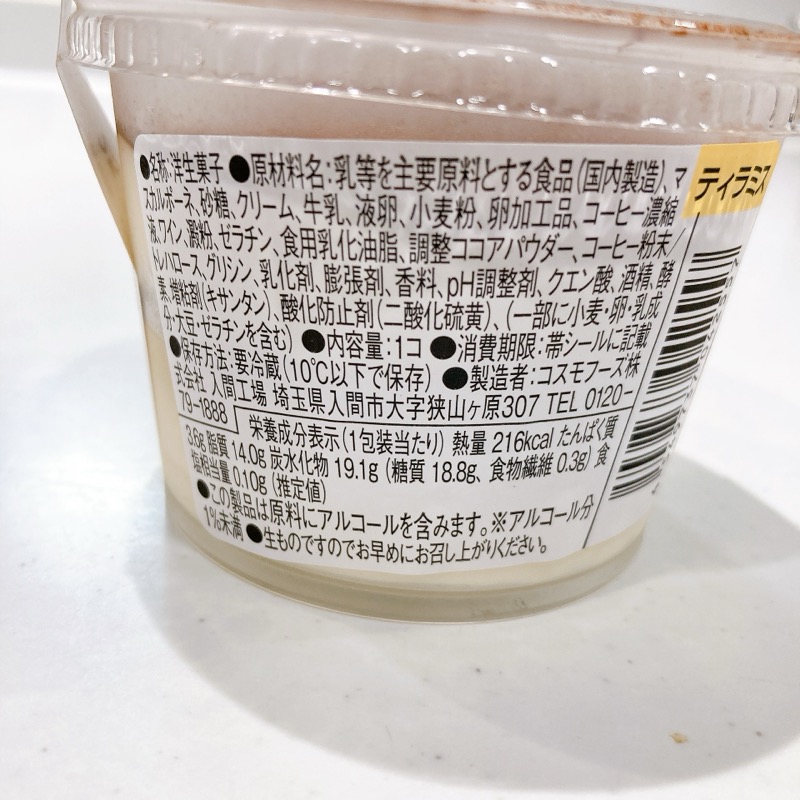 ●名称:洋生菓子 ●原材料名:乳等を主要原料とする食品(国内製造)、マ
スカルポーネ、砂糖、クリーム、牛乳、液卵、小麦粉、卵加工品、コーヒー濃縮
液、ワイン、澱粉、ゼラチン、食用乳化油脂、調整ココアパウダー、コーヒー粉末/
トレハロース、グリシン、乳化剤、膨張剤、香料、pH調整剤、クエン酸、酒精、酵
素、増粘剤(キサンタン)、酸化防止剤(二酸化硫黄)、(一部に小麦・卵・乳成
分・大豆・ゼラチンを含む) ●内容量:1コ ●消費期限:帯シールに記載
●保存方法:要冷蔵(10℃以下で保存) ●製造者:コスモフーズ株
式会社 入間工場 埼玉県入間市大字狭山ヶ原307 TEL 0120-
79-1888
栄養成分表示(1包装当たり) 熱量 216kcal たんぱく質
3.6g 脂質 14.0g 炭水化物 19.1g (糖質 18.8g、食物繊維 0.3g) 食
塩相当量 0.10g (推定値)
●この製品は原料にアルコールを含みます。※アルコール分
1%未満 ●生ものですのでお早めにお召し上がりください。
ティラミス